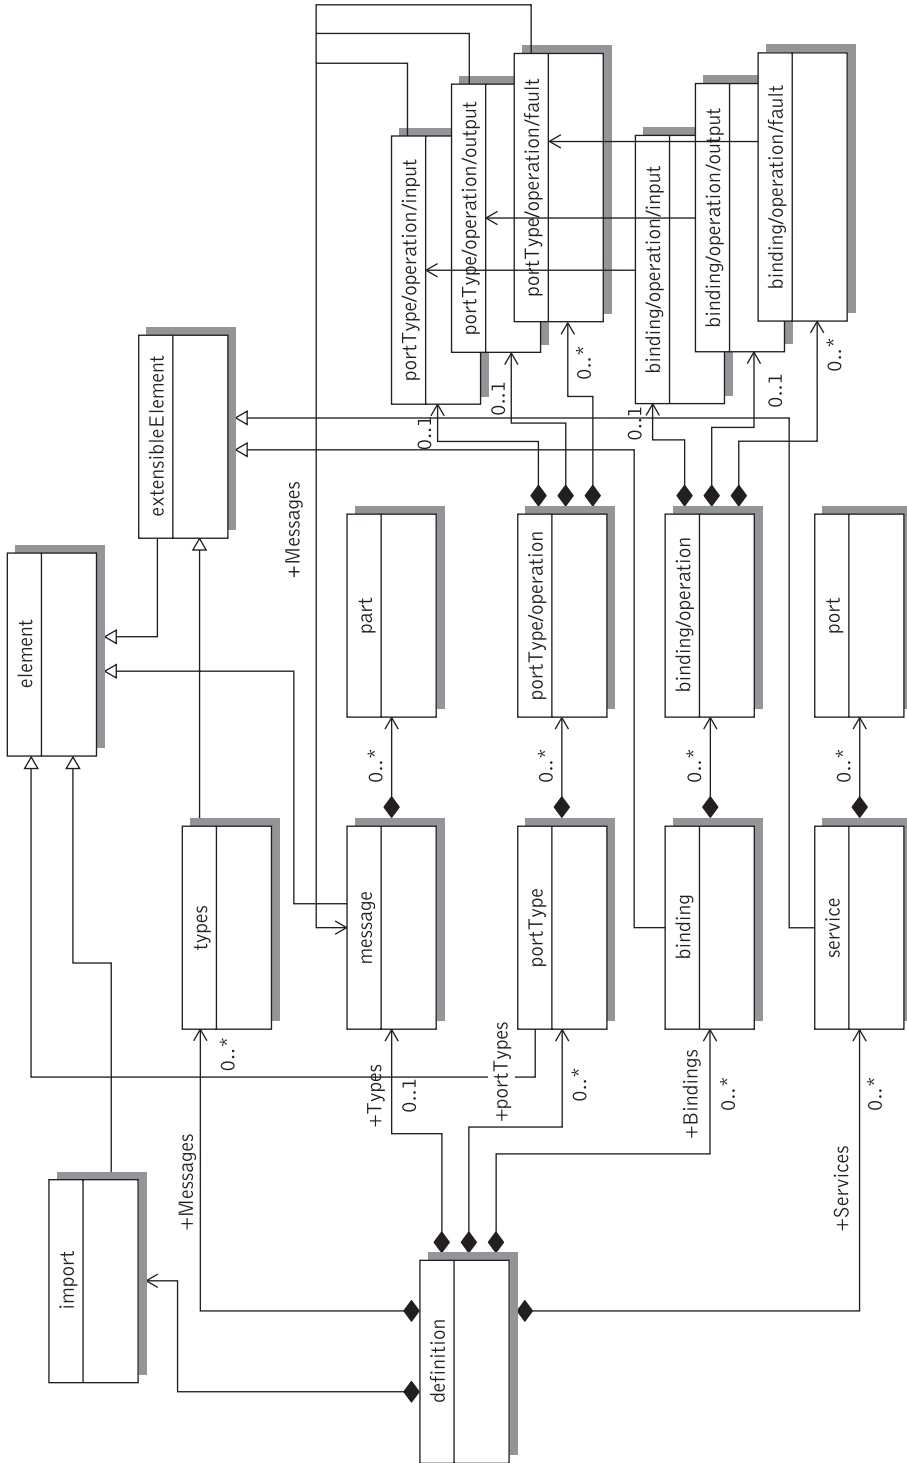 element
extensibleElement
import
types
+Messages
0..*
+Messages
definition
message
+Types
0..1
0..*
part
portType
+portTypes
0..*
0..*
portType/operation
0..1
0..1
0..*
portType/operation/input
portType/operation/output
portType/operation/fault
binding
+Bindings
0..*
0..*
binding/operation
0..1
0..1
0..*
binding/operation/input
binding/operation/output
binding/operation/fault
service
+Services
0..*
0..*
port